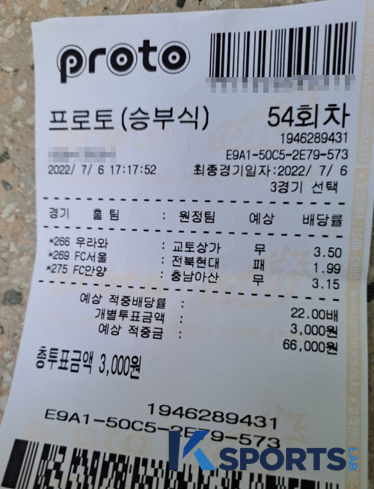 proto
프로토(승부식) 54회차
1946289431
E9A1-50C5-2E79-573
2022/ 7/ 6 17:17:52 최종경기일자:2022/ 7/ 6
3경기 선택
경기 홈팀 : 원정팀 예상 배당률
*266 우라와 : 교토상가 무 3.50
*269 FC서울 : 전북현대 패 1.99
*275 FC안양 : 충남아산 무 3.15
예상 적중배당률 : 22.00배
개별투표금액 : 3,000원
예상 적중금 : 66,000원
총투표금액 3,000원
1946289431
E9A1-50C5-2E79-573
KSPORTS LAB